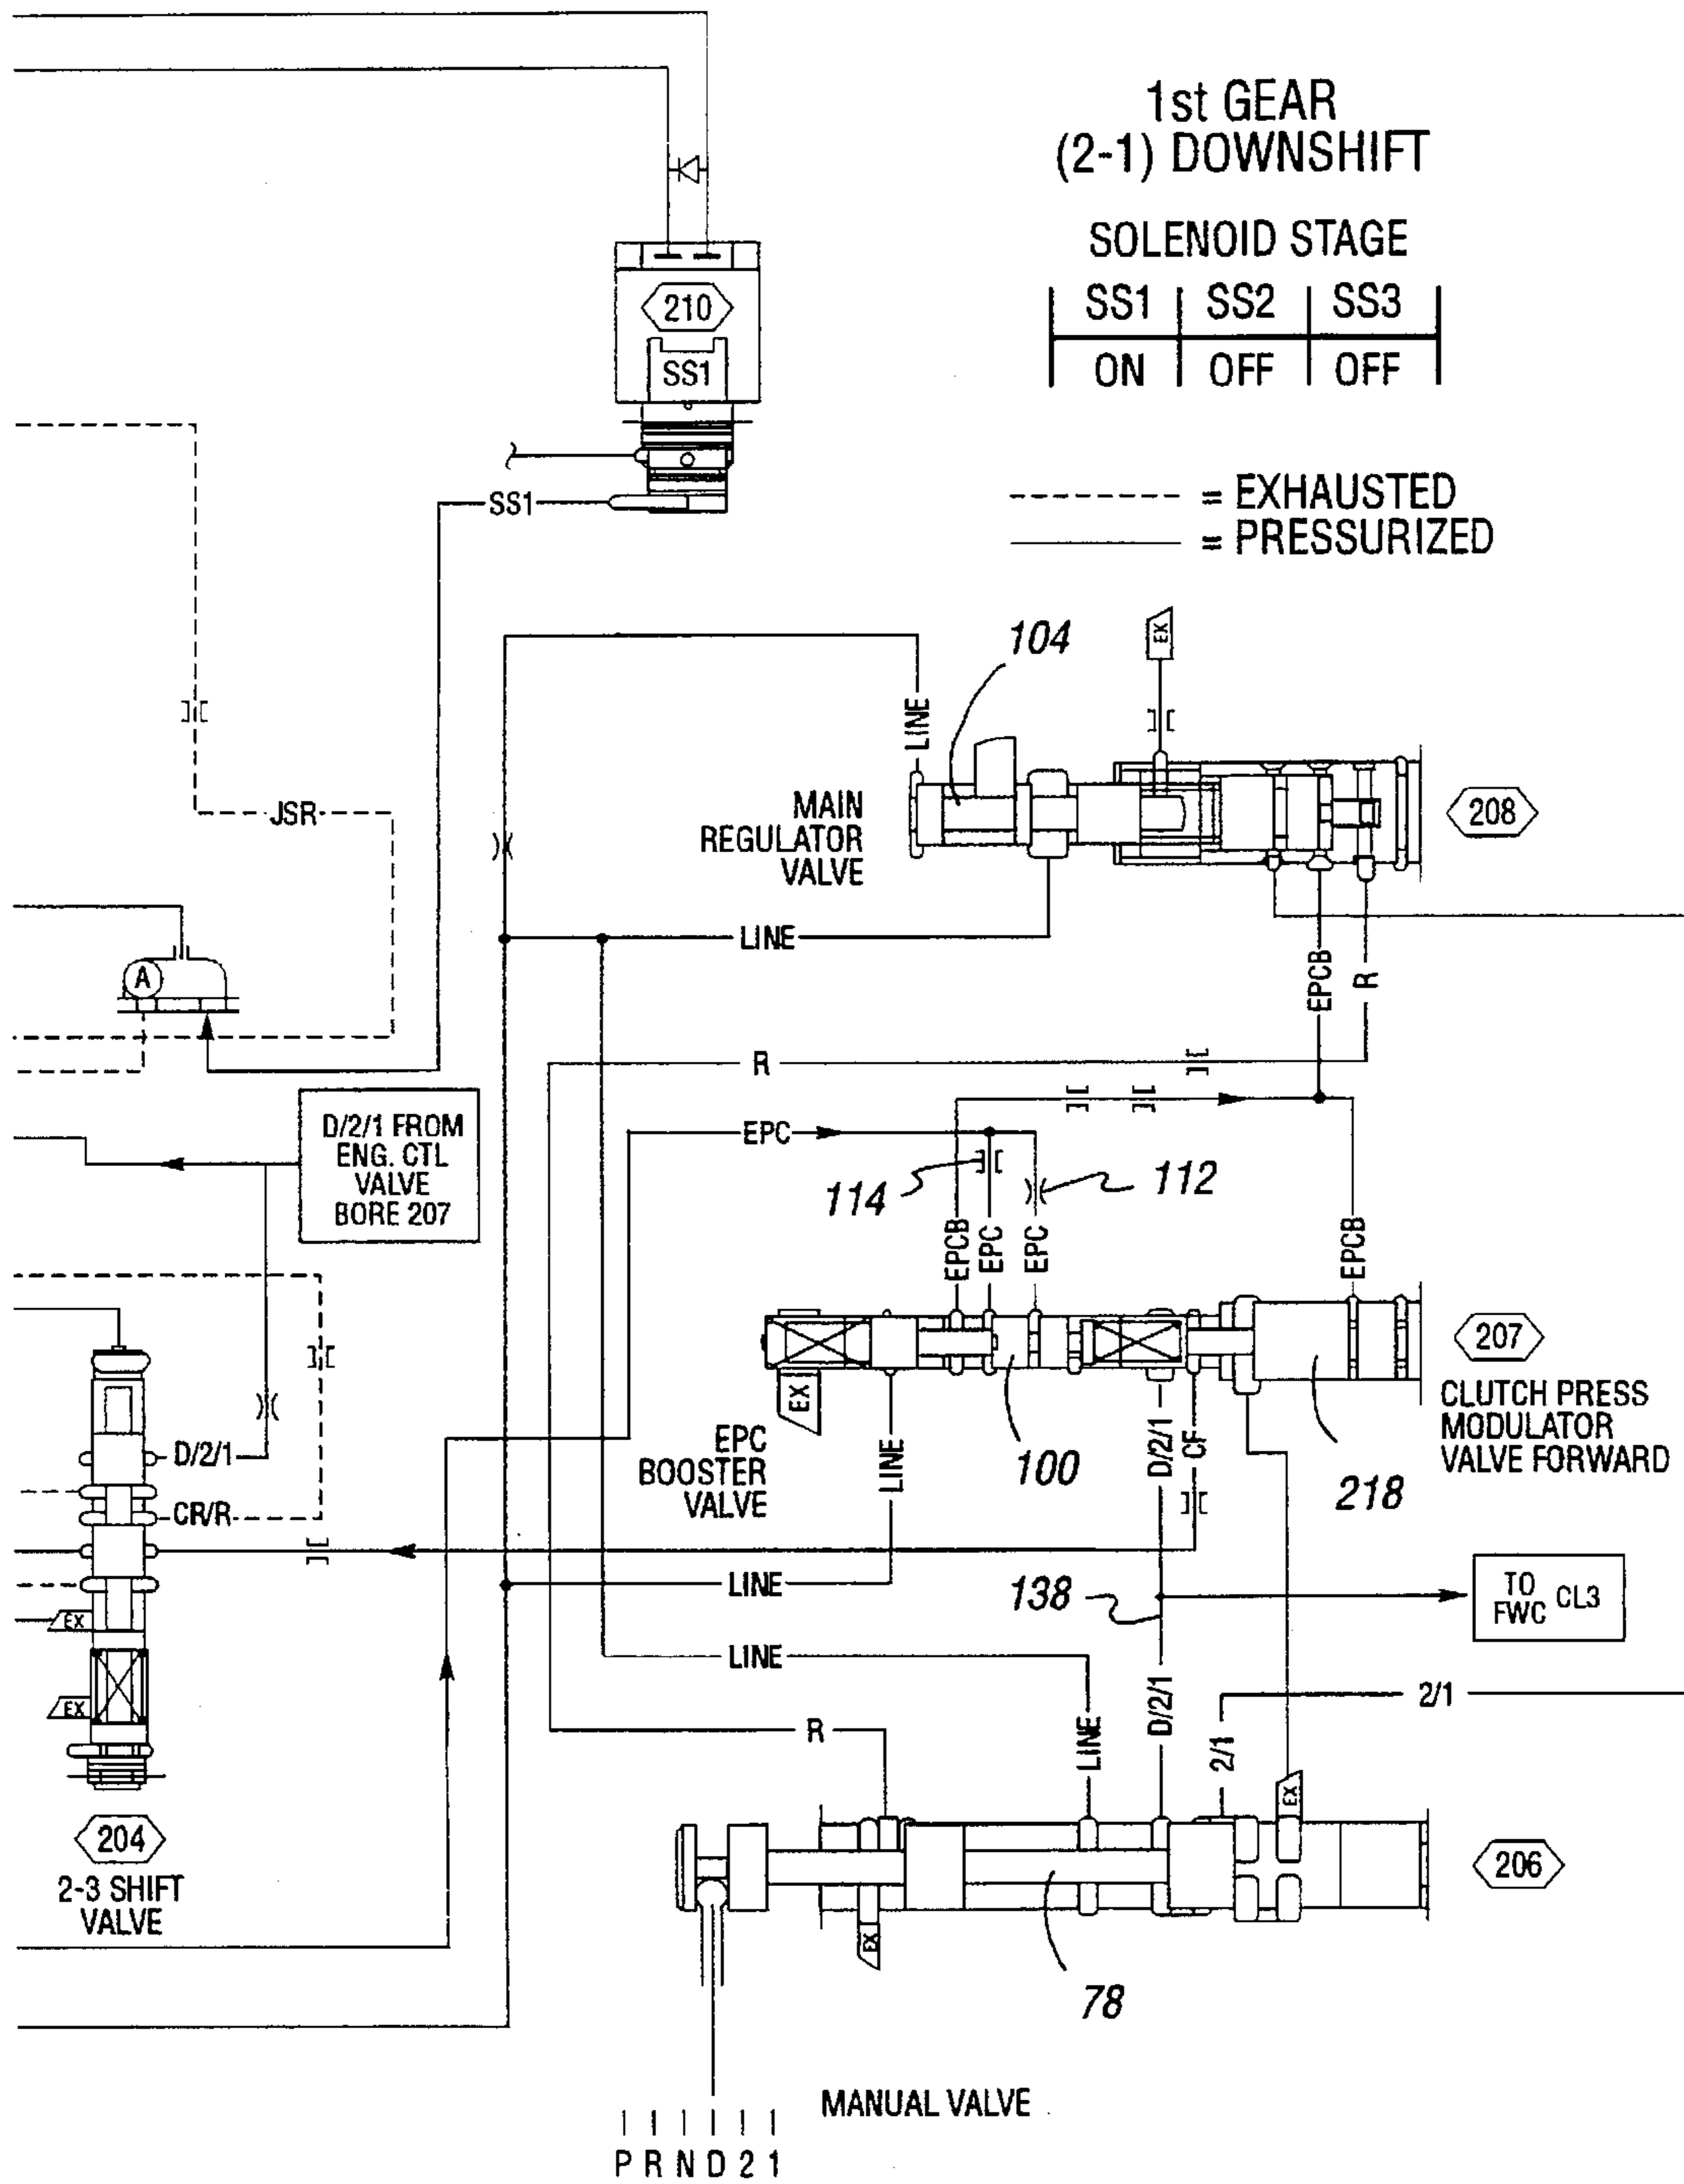 1st GEAR
(2-1) DOWNSHIFT
SOLENOID STAGE
SS1 SS2 SS3
ON OFF OFF
210
SS1
SS1
= EXHAUSTED
= PRESSURIZED
104
EX
LINE
JSR
MAIN
REGULATOR
VALVE
208
LINE
A
EPCB
R
R
D/2/1 FROM
ENG. CTL
VALVE
BORE 207
EPC
114
112
EPCB
EPC
EPC
EPCB
207
EX
CLUTCH PRESS
MODULATOR
VALVE FORWARD
EPC
BOOSTER
VALVE
LINE
100
D/2/1
CF
218
D/2/1
CR/R
LINE
138
TO
FWC CL3
EX
LINE
EX
LINE
D/2/1
2/1
2/1
R
EX
204
2-3 SHIFT
VALVE
206
EX
78
MANUAL VALVE
P R N D 2 1